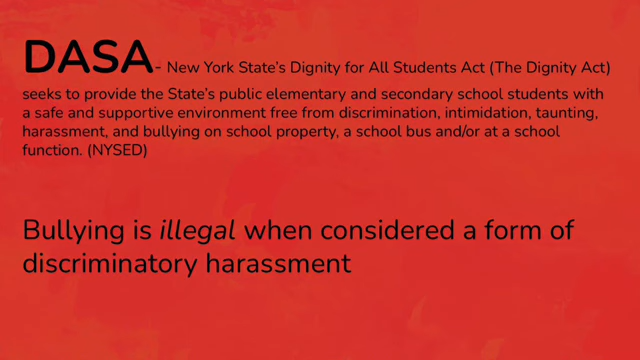 DASA- New York State's Dignity for All Students Act (The Dignity Act)
seeks to provide the State's public elementary and secondary school students with
a safe and supportive environment free from discrimination, intimidation, taunting,
harassment, and bullying on school property, a school bus and/or at a school
function. (NYSED)
Bullying is illegal when considered a form of
discriminatory harassment